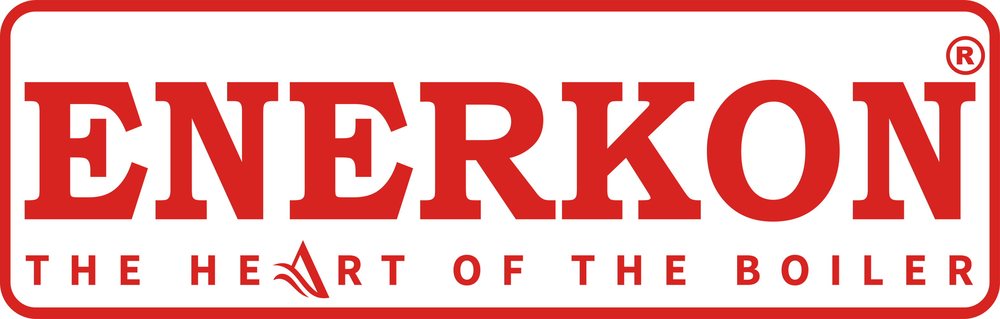 ENERKON®
THE HEART OF THE BOILER